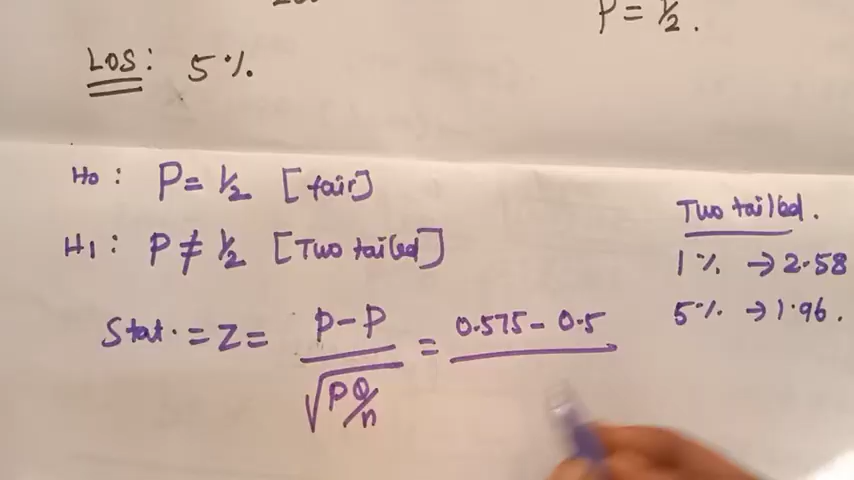 P = 1/2.
LOS: 5%.
H0 : P = 1/2 [fair]
H1 : P ≠ 1/2 [Two tailed]
Two tailed.
1% → 2.58
5% → 1.96.
Stat. = Z = p-P / √PQ/n = 0.575 - 0.5